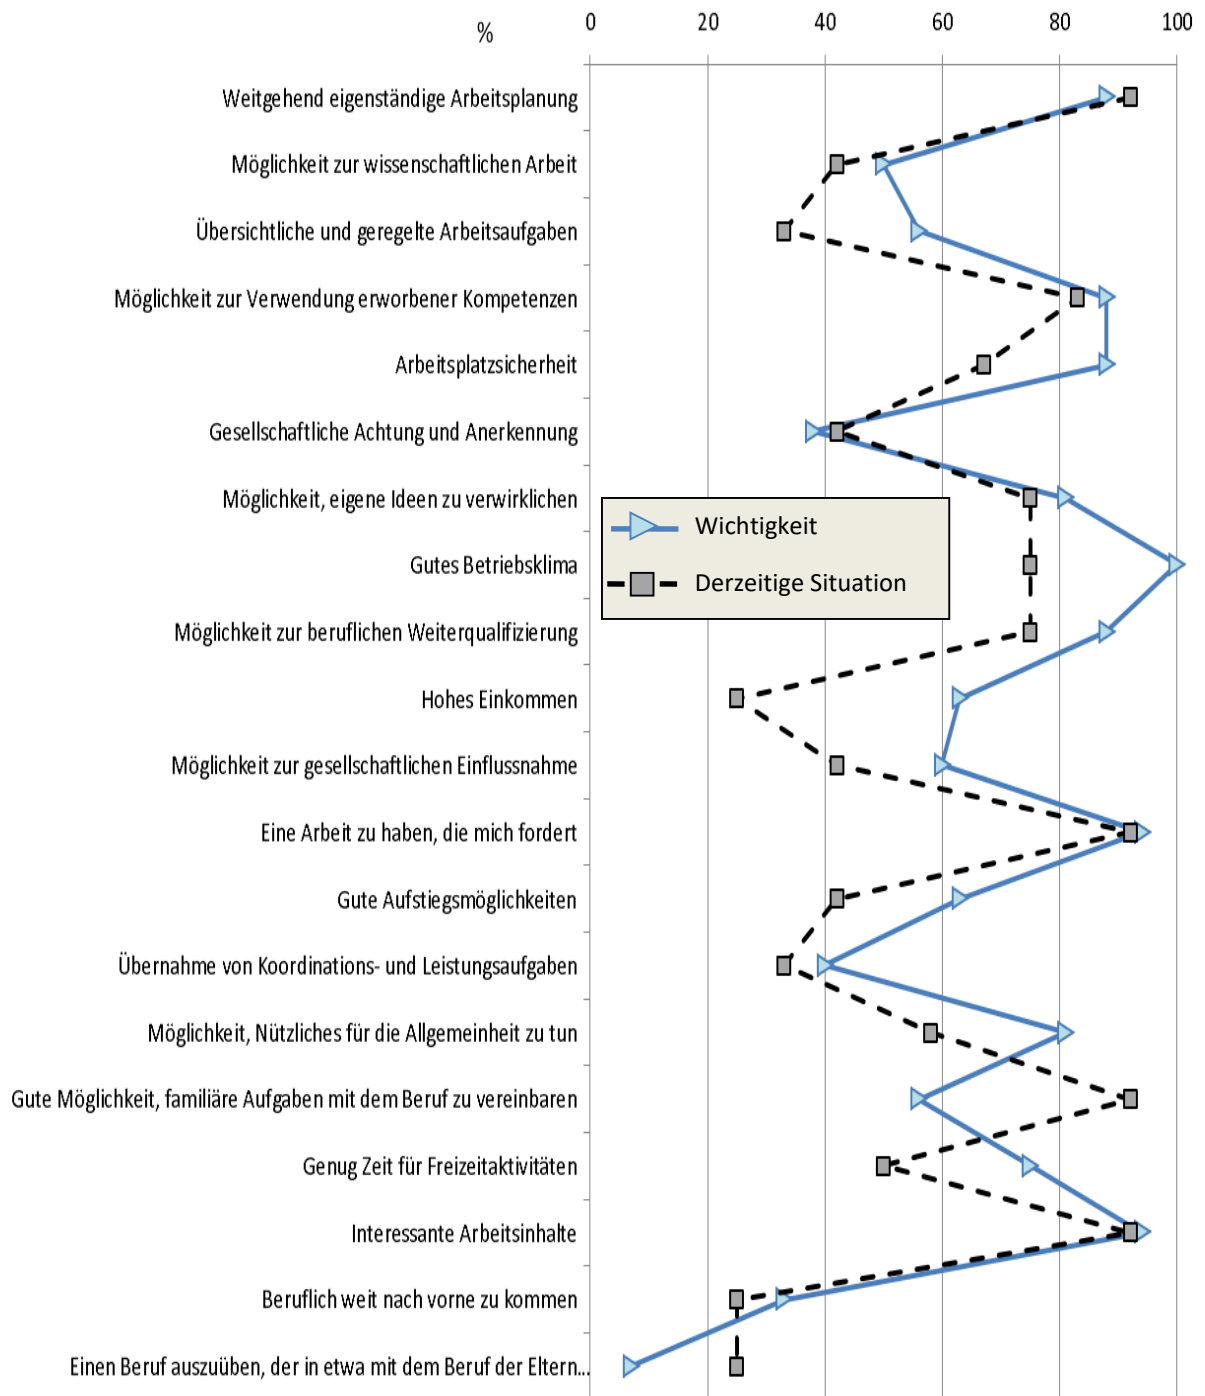 % 0 20 40 60 80 100
Weitgehend eigenständige Arbeitsplanung
Möglichkeit zur wissenschaftlichen Arbeit
Übersichtliche und geregelte Arbeitsaufgaben
Möglichkeit zur Verwendung erworbener Kompetenzen
Arbeitsplatzsicherheit
Gesellschaftliche Achtung und Anerkennung
Möglichkeit, eigene Ideen zu verwirklichen
Wichtigkeit
Gutes Betriebsklima
Derzeitige Situation
Möglichkeit zur beruflichen Weiterqualifizierung
Hohes Einkommen
Möglichkeit zur gesellschaftlichen Einflussnahme
Eine Arbeit zu haben, die mich fordert
Gute Aufstiegsmöglichkeiten
Übernahme von Koordinations- und Leistungsaufgaben
Möglichkeit, Nützliches für die Allgemeinheit zu tun
Gute Möglichkeit, familiäre Aufgaben mit dem Beruf zu vereinbaren
Genug Zeit für Freizeitaktivitäten
Interessante Arbeitsinhalte
Beruflich weit nach vorne zu kommen
Einen Beruf auszuüben, der in etwa mit dem Beruf der Eltern...